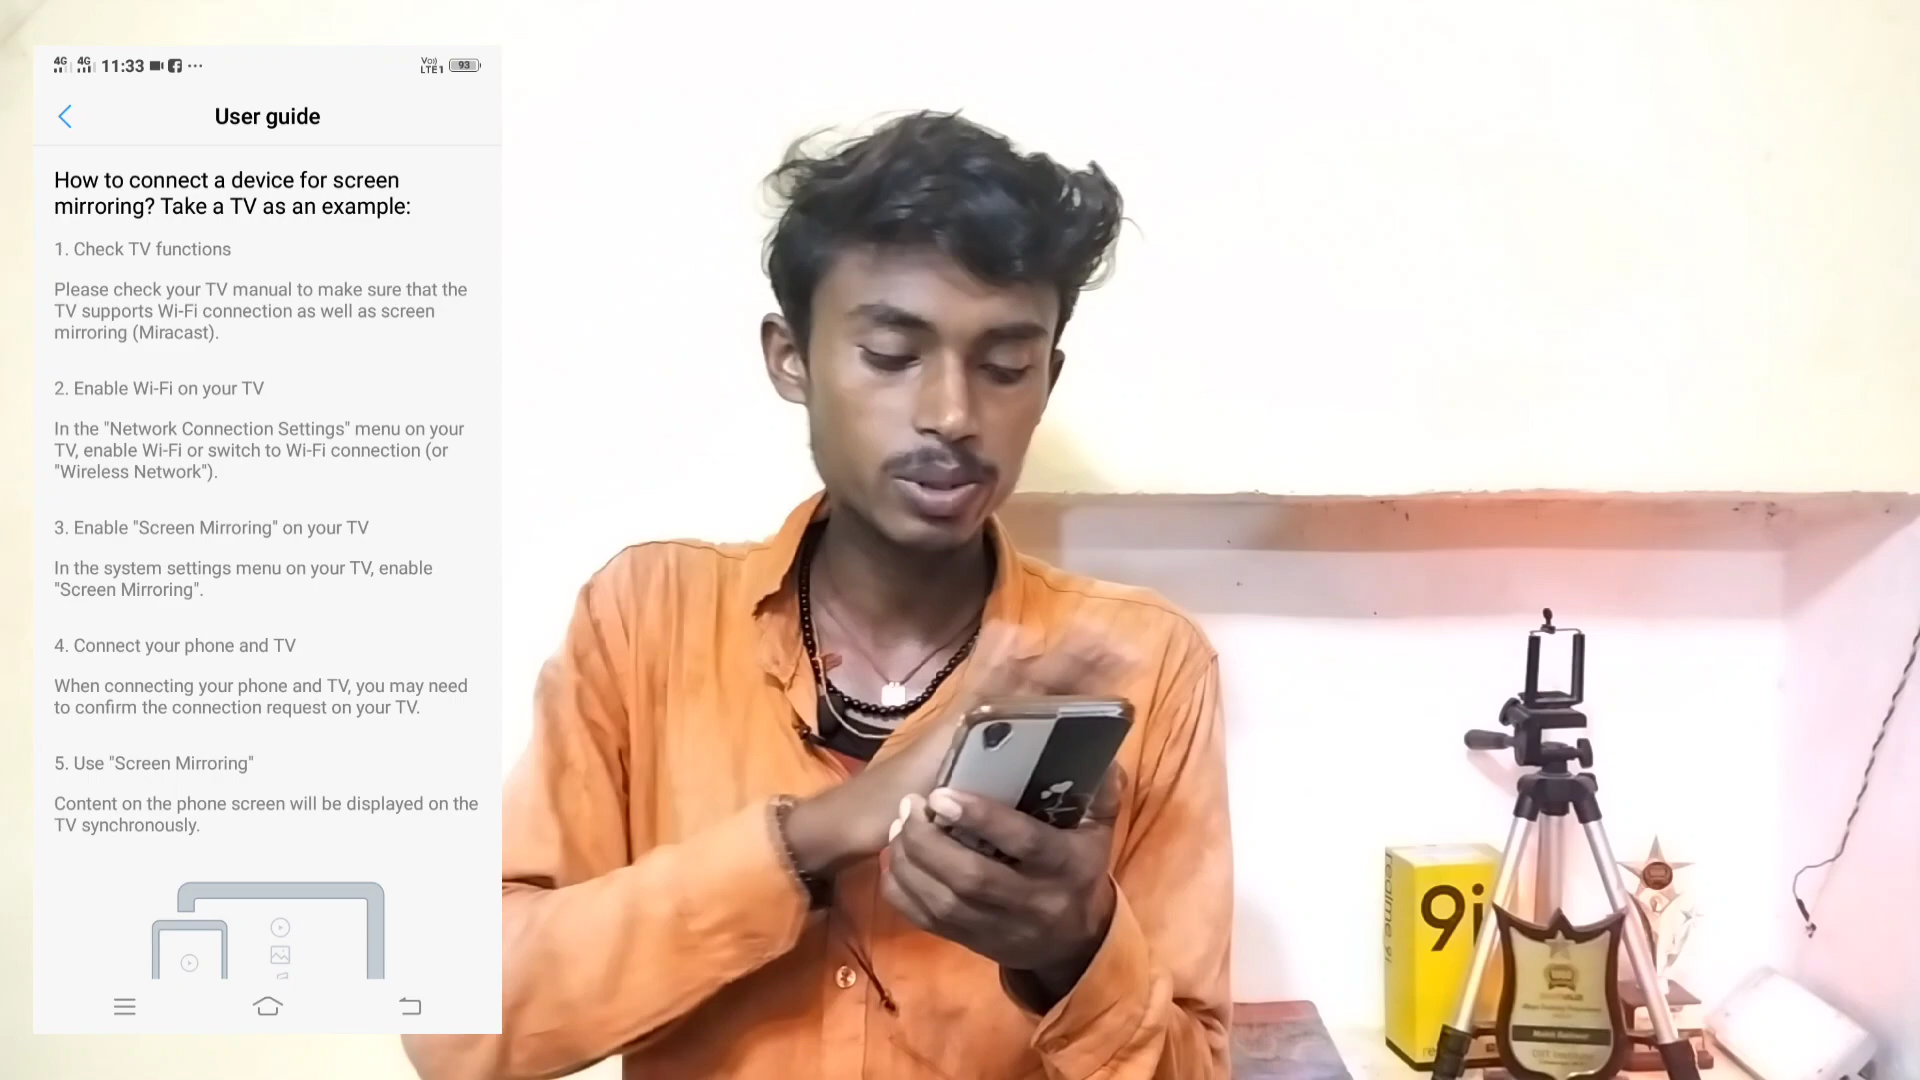 4G 4G 11:33 ... Vo)) LTE1 93
User guide
How to connect a device for screen
mirroring? Take a TV as an example:
1. Check TV functions
Please check your TV manual to make sure that the
TV supports Wi-Fi connection as well as screen
mirroring (Miracast).
2. Enable Wi-Fi on your TV
In the "Network Connection Settings" menu on your
TV, enable Wi-Fi or switch to Wi-Fi connection (or
"Wireless Network").
3. Enable "Screen Mirroring" on your TV
In the system settings menu on your TV, enable
"Screen Mirroring".
4. Connect your phone and TV
When connecting your phone and TV, you may need
to confirm the connection request on your TV.
5. Use "Screen Mirroring"
Content on the phone screen will be displayed on the
TV synchronously.
realme 9i
9i